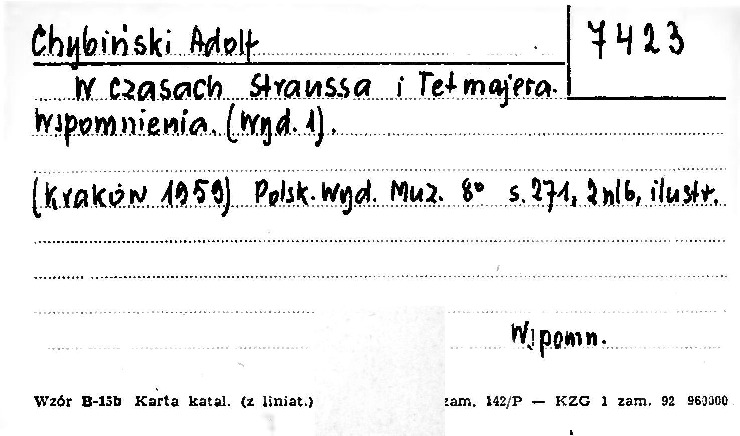 Chybiński Adolf
7423
W czasach Straussa i Tetmajera.
Wspomnienia. (Wyd. 1).
(Kraków 1959) Polsk. Wyd. Muz. 8° s. 271, 2nlb, ilustr.
Wspomn.
Wzór B-15b Karta katal. (z liniat.) zam. 142/P — KZG 1 zam. 92 960000